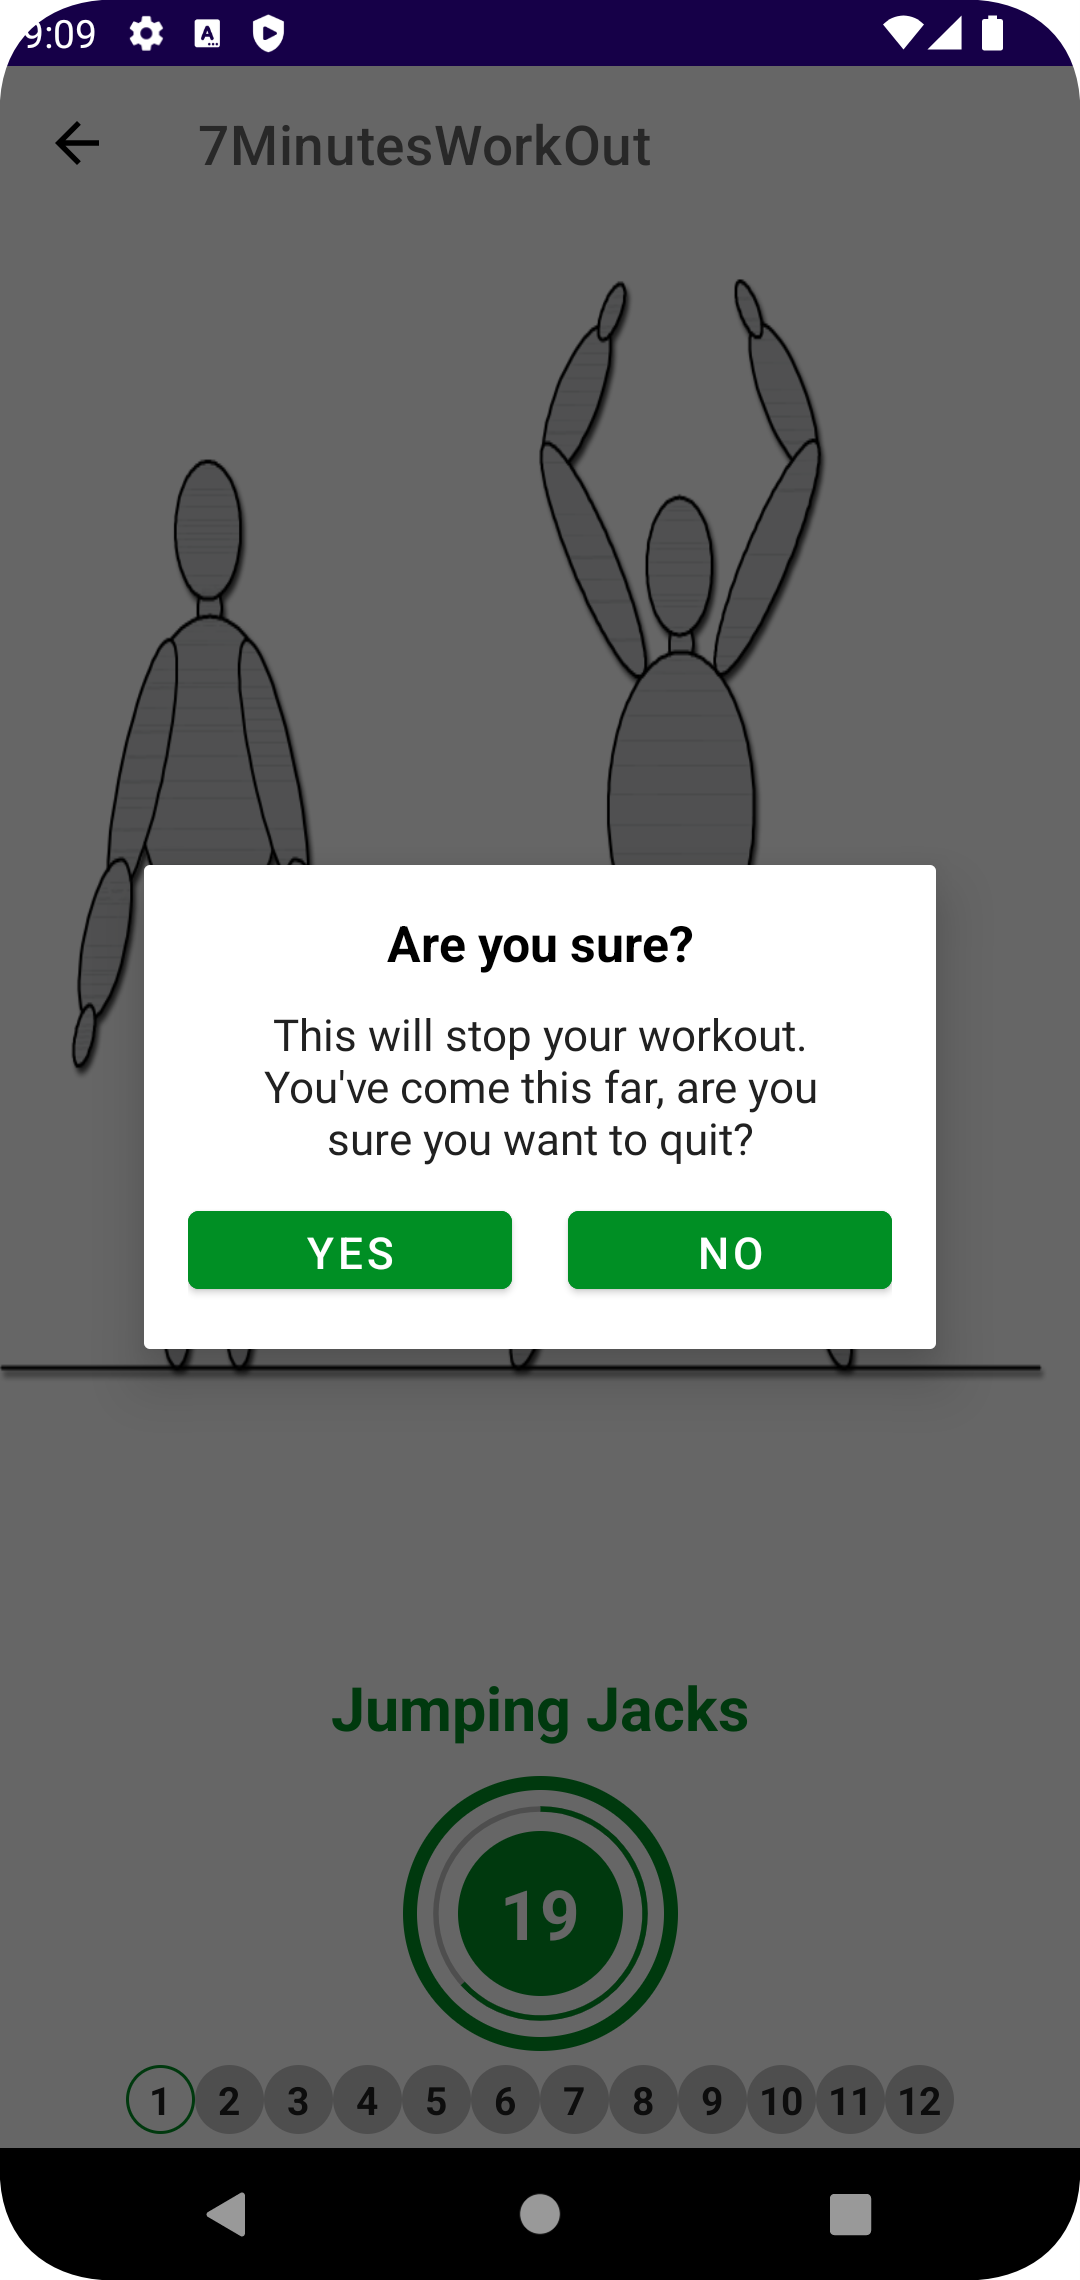 9:09
7MinutesWorkOut
Are you sure?
This will stop your workout.
You've come this far, are you
sure you want to quit?
YES NO
Jumping Jacks
19
1 2 3 4 5 6 7 8 9 10 11 12